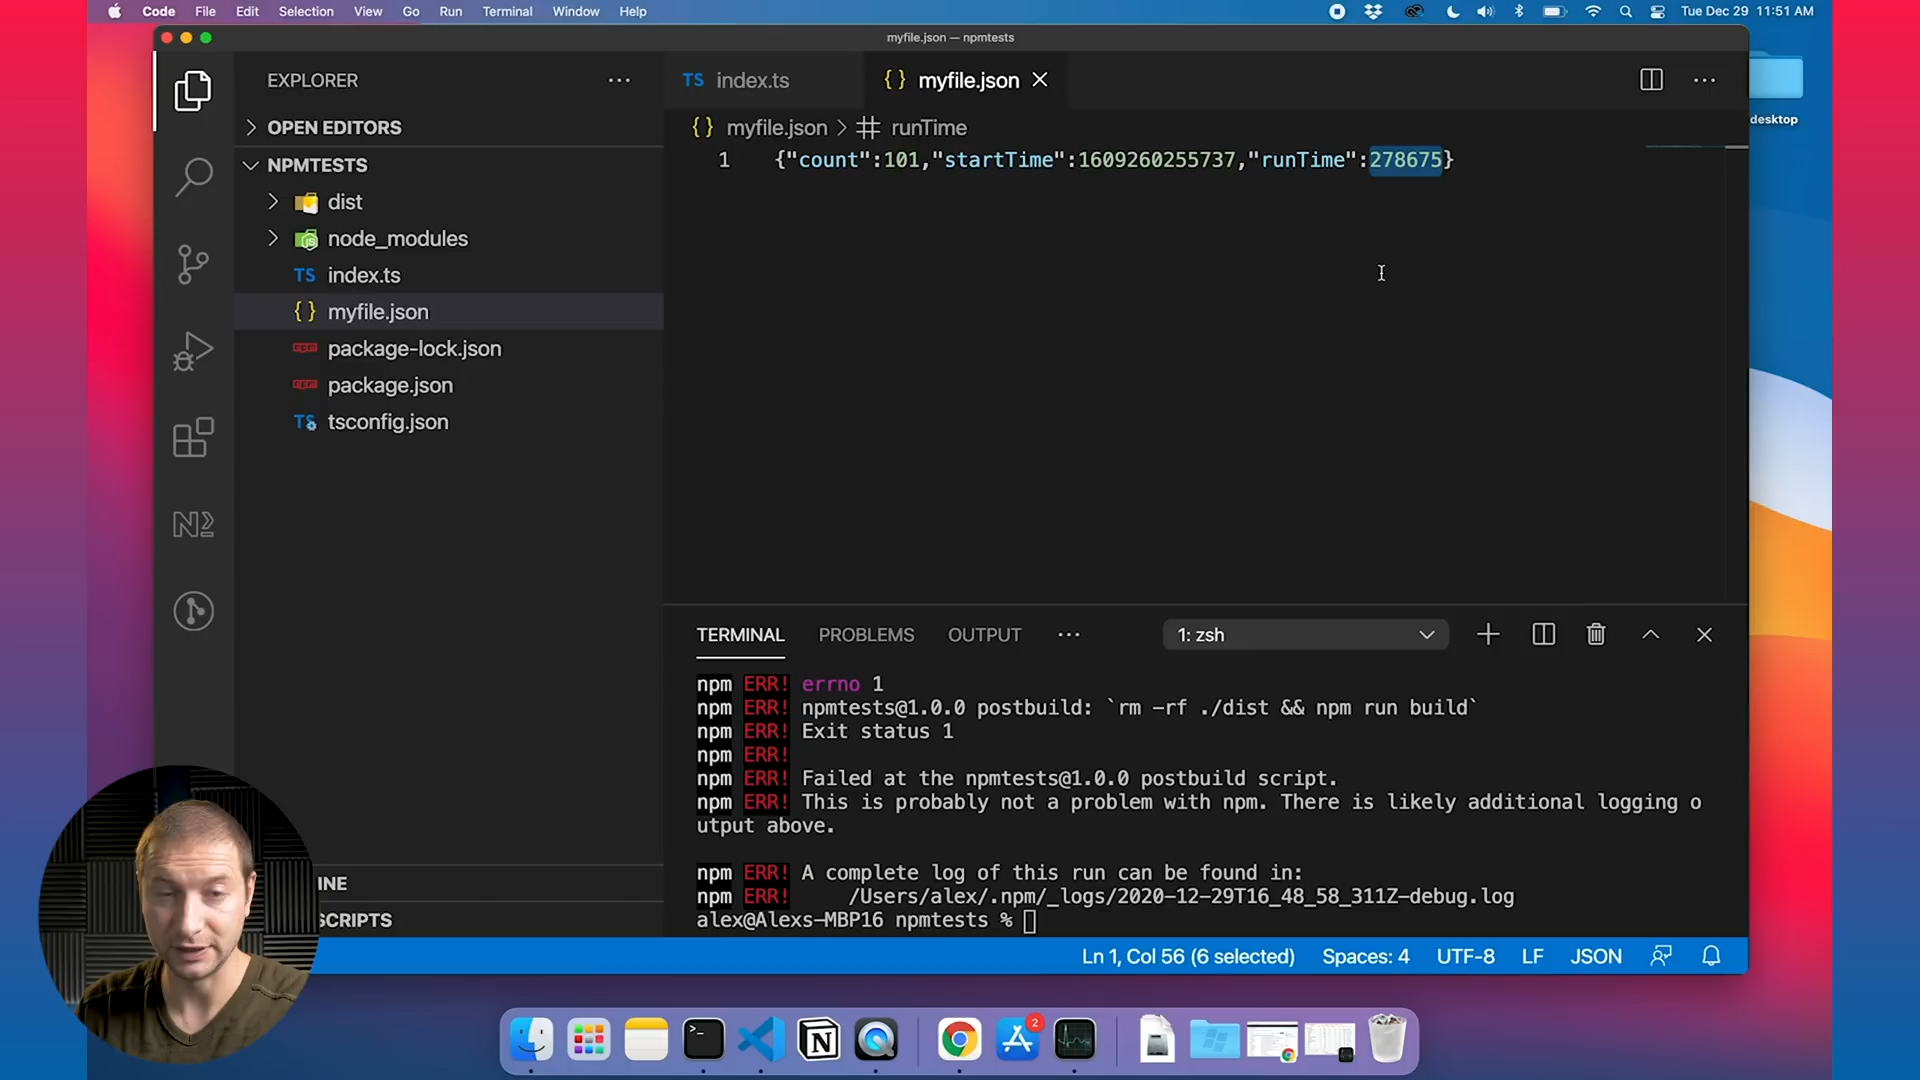 Code File Edit Selection View Go Run Terminal Window Help
Tue Dec 29 11:51 AM
myfile.json — npmtests
EXPLORER
TS index.ts
{} myfile.json
desktop
OPEN EDITORS
{} myfile.json > # runTime
NPMTESTS
1 {"count":101,"startTime":1609260255737,"runTime":278675}
dist
node_modules
TS index.ts
{} myfile.json
package-lock.json
package.json
TS tsconfig.json
TERMINAL PROBLEMS OUTPUT ··· 1: zsh
npm ERR! errno 1
npm ERR! npmtests@1.0.0 postbuild: `rm -rf ./dist && npm run build`
npm ERR! Exit status 1
npm ERR!
npm ERR! Failed at the npmtests@1.0.0 postbuild script.
npm ERR! This is probably not a problem with npm. There is likely additional logging o
utput above.
npm ERR! A complete log of this run can be found in:
npm ERR!     /Users/alex/.npm/_logs/2020-12-29T16_48_58_311Z-debug.log
alex@Alexs-MBP16 npmtests %
INE
SCRIPTS
Ln 1, Col 56 (6 selected) Spaces: 4 UTF-8 LF JSON
2